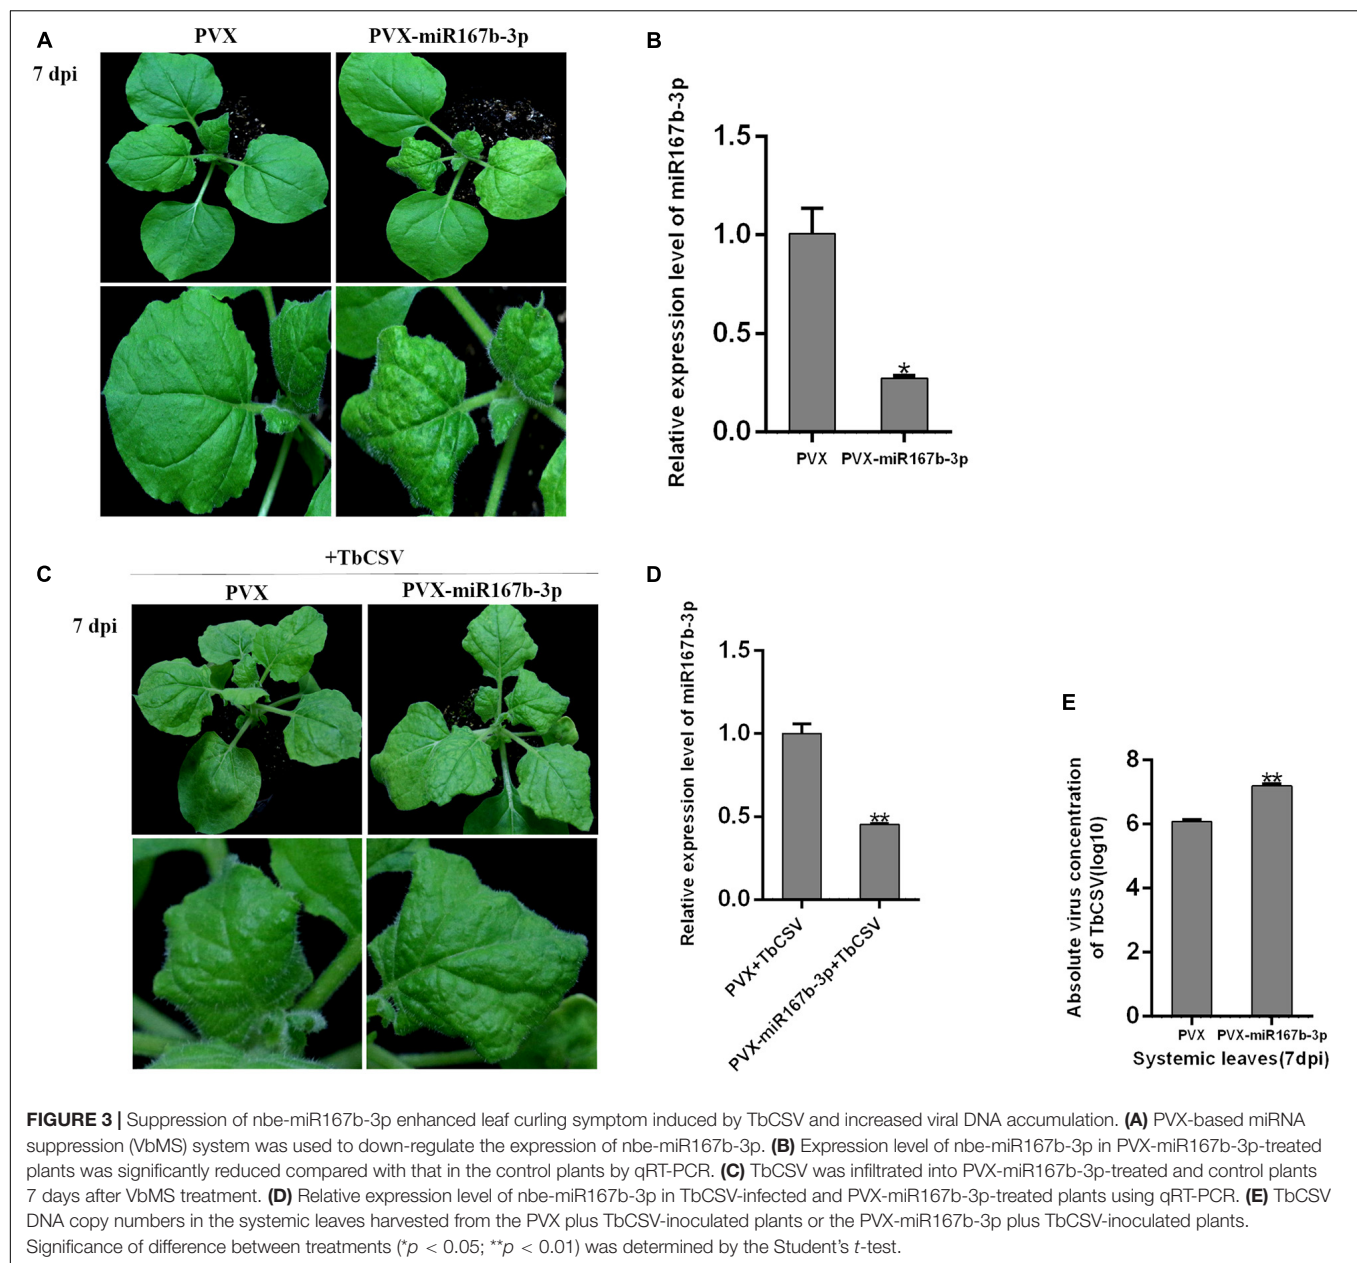 A
PVX
PVX-miR167b-3p
7 dpi
B
Relative expression level of miR167b-3p
1.5
1.0
0.5
0.0
*
PVX
PVX-miR167b-3p
C
+TbCSV
PVX
PVX-miR167b-3p
7 dpi
D
Relative expression level of miR167b-3p
1.5
1.0
0.5
0.0
**
PVX+TbCSV
PVX-miR167b-3p+TbCSV
E
Absolute virus concentration
of TbCSV(log10)
8
6
4
2
0
**
PVX
PVX-miR167b-3p
Systemic leaves(7dpi)
FIGURE 3 | Suppression of nbe-miR167b-3p enhanced leaf curling symptom induced by TbCSV and increased viral DNA accumulation. (A) PVX-based miRNA
suppression (VbMS) system was used to down-regulate the expression of nbe-miR167b-3p. (B) Expression level of nbe-miR167b-3p in PVX-miR167b-3p-treated
plants was significantly reduced compared with that in the control plants by qRT-PCR. (C) TbCSV was infiltrated into PVX-miR167b-3p-treated and control plants
7 days after VbMS treatment. (D) Relative expression level of nbe-miR167b-3p in TbCSV-infected and PVX-miR167b-3p-treated plants using qRT-PCR. (E) TbCSV
DNA copy numbers in the systemic leaves harvested from the PVX plus TbCSV-inoculated plants or the PVX-miR167b-3p plus TbCSV-inoculated plants.
Significance of difference between treatments (*p < 0.05; **p < 0.01) was determined by the Student's t-test.